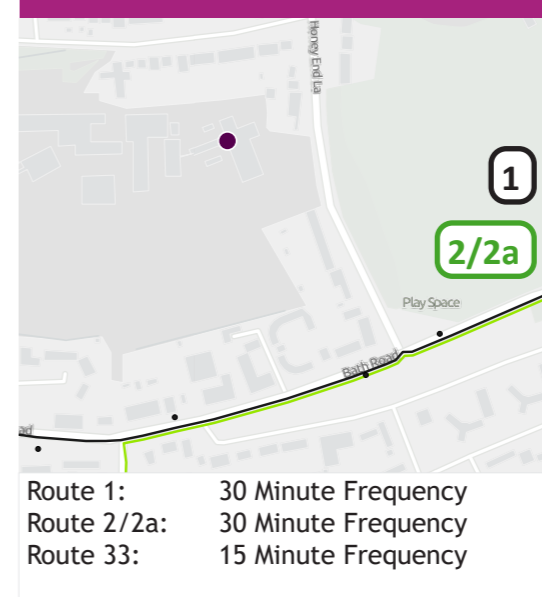 Honey End La
1
2/2a
Play Space
Bath Road
ad
Route 1: 30 Minute Frequency
Route 2/2a: 30 Minute Frequency
Route 33: 15 Minute Frequency